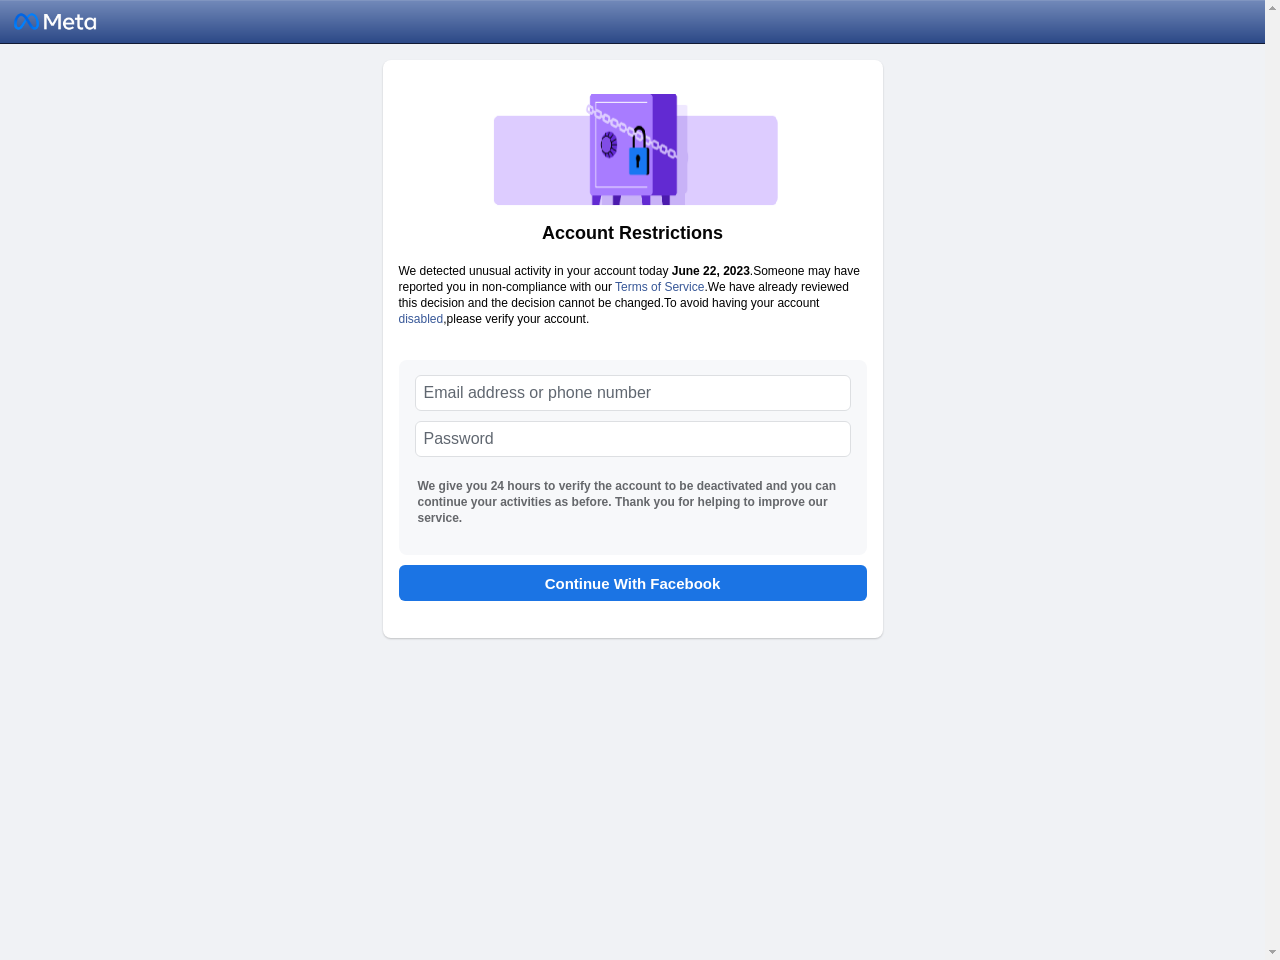 Meta
Account Restrictions
We detected unusual activity in your account today June 22, 2023.Someone may have
reported you in non-compliance with our Terms of Service.We have already reviewed
this decision and the decision cannot be changed.To avoid having your account
disabled,please verify your account.
Email address or phone number
Password
We give you 24 hours to verify the account to be deactivated and you can
continue your activities as before. Thank you for helping to improve our
service.
Continue With Facebook